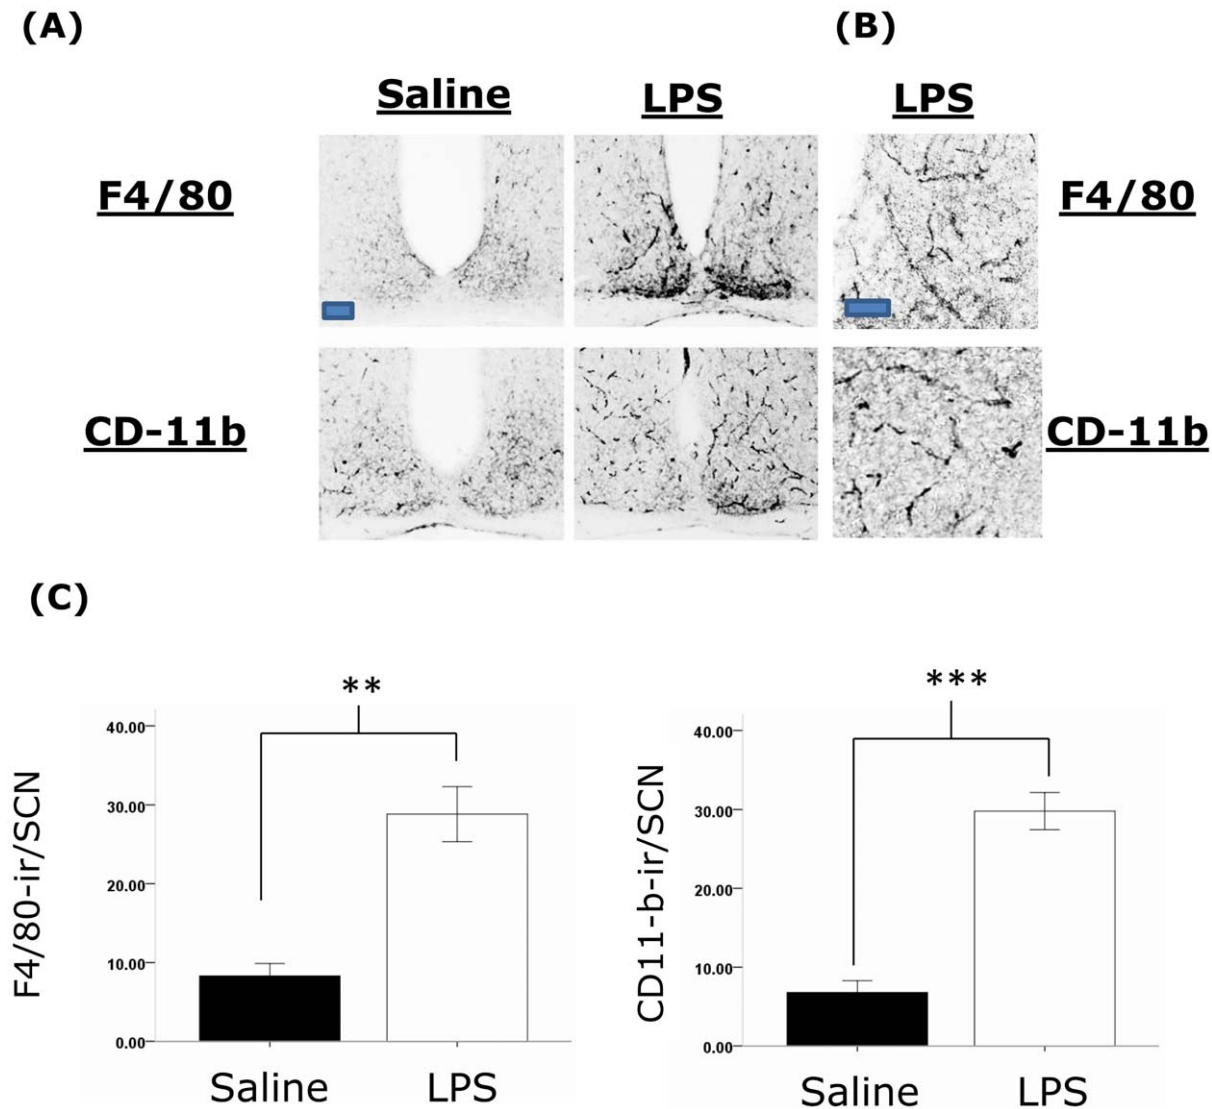 (A)
(B)
Saline LPS LPS
F4/80 F4/80
CD-11b CD-11b
(C)
** ***
F4/80-ir/SCN
40.00
30.00
20.00
10.00
0.00
Saline LPS
CD11-b-ir/SCN
40.00
30.00
20.00
10.00
0.00
Saline LPS